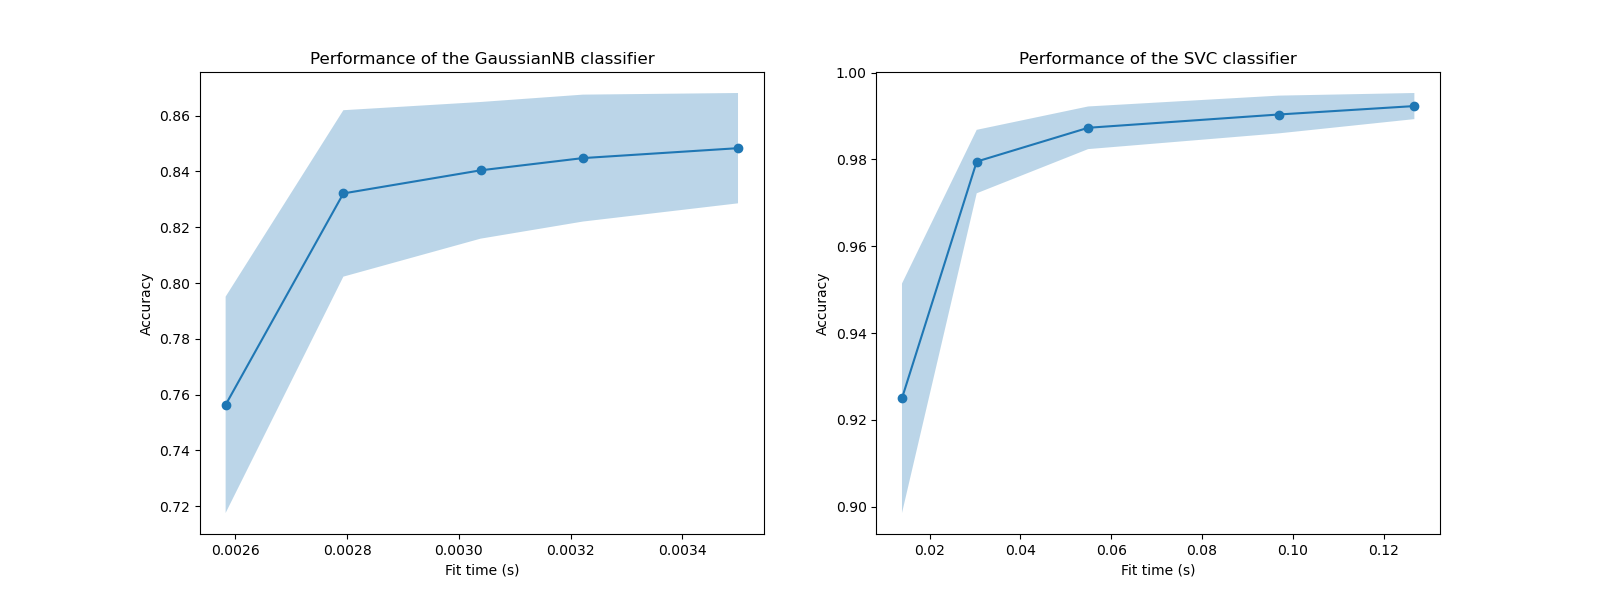 Performance of the GaussianNB classifier
0.86
0.84
0.82
0.80
0.78
0.76
0.74
0.72
Accuracy
0.0026 0.0028 0.0030 0.0032 0.0034
Fit time (s)
Performance of the SVC classifier
1.00
0.98
0.96
0.94
0.92
0.90
Accuracy
0.02 0.04 0.06 0.08 0.10 0.12
Fit time (s)